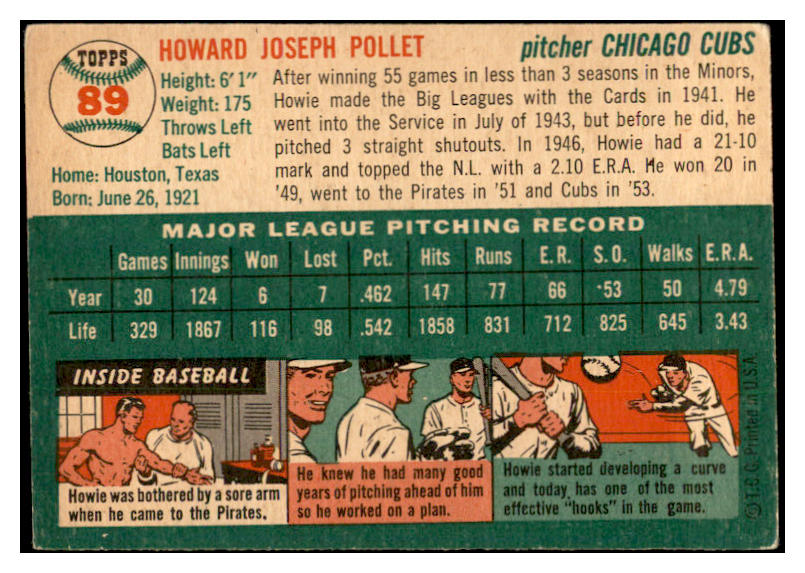 TOPPS
89
HOWARD JOSEPH POLLET
pitcher CHICAGO CUBS
Height: 6'1"
Weight: 175
Throws Left
Bats Left
Home: Houston, Texas
Born: June 26, 1921
After winning 55 games in less than 3 seasons in the Minors,
Howie made the Big Leagues with the Cards in 1941. He
went into the Service in July of 1943, but before he did, he
pitched 3 straight shutouts. In 1946, Howie had a 21-10
mark and topped the N.L. with a 2.10 E.R.A. He won 20 in
'49, went to the Pirates in '51 and Cubs in '53.
MAJOR LEAGUE PITCHING RECORD
Games Innings Won Lost Pct. Hits Runs E.R. S.O. Walks E.R.A.
Year 30 124 6 7 .462 147 77 66 53 50 4.79
Life 329 1867 116 98 .542 1858 831 712 825 645 3.43
INSIDE BASEBALL
Howie was bothered by a sore arm
when he came to the Pirates.
He knew he had many good
years of pitching ahead of him
so he worked on a plan.
Howie started developing a curve
and today has one of the most
effective "hooks" in the game.
© T.C.G. Printed in U.S.A.